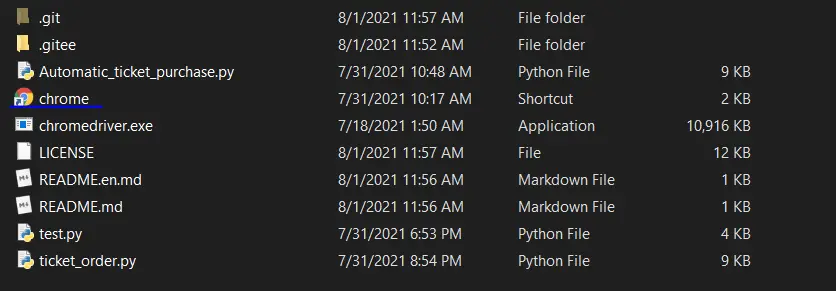 .git 8/1/2021 11:57 AM File folder
.gitee 8/1/2021 11:52 AM File folder
Automatic_ticket_purchase.py 7/31/2021 10:48 AM Python File 9 KB
chrome 7/31/2021 10:17 AM Shortcut 2 KB
chromedriver.exe 7/18/2021 1:50 AM Application 10,916 KB
LICENSE 8/1/2021 11:57 AM File 12 KB
README.en.md 8/1/2021 11:56 AM Markdown File 1 KB
README.md 8/1/2021 11:56 AM Markdown File 1 KB
test.py 7/31/2021 6:53 PM Python File 4 KB
ticket_order.py 7/31/2021 8:54 PM Python File 9 KB